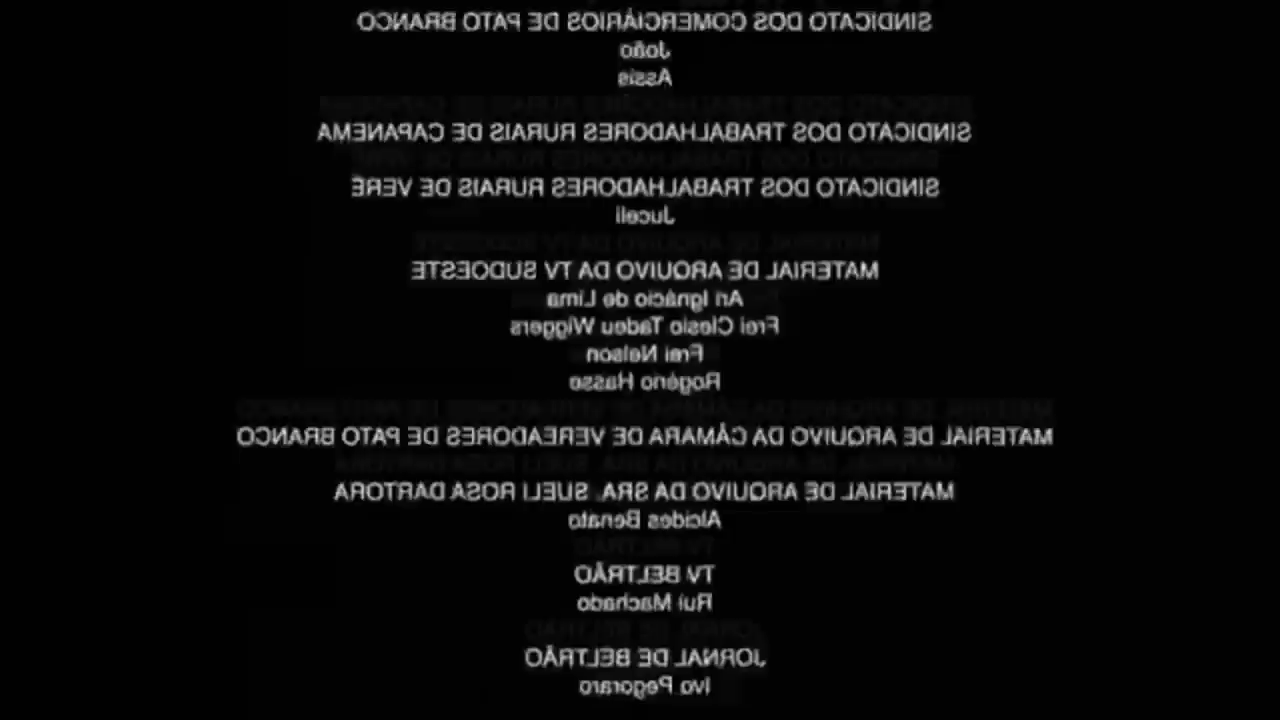 SINDICATO DOS COMERCIÁRIOS DE PATO BRANCO
João
Assis
SINDICATO DOS TRABALHADORES RURAIS DE CAPANEMA
SINDICATO DOS TRABALHADORES RURAIS DE VERÊ
Juceli
MATERIAL DE ARQUIVO DA TV SUDOESTE
Ari Ignácio de Lima
Frei Clesio Tadeu Wiggers
Frei Nelson
Rogério Hasse
MATERIAL DE ARQUIVO DA CÂMARA DE VEREADORES DE PATO BRANCO
MATERIAL DE ARQUIVO DA SRA. SUELI ROSA DARTORA
Alcides Benato
TV BELTRÃO
Rui Machado
JORNAL DE BELTRÃO
Ivo Pegoraro